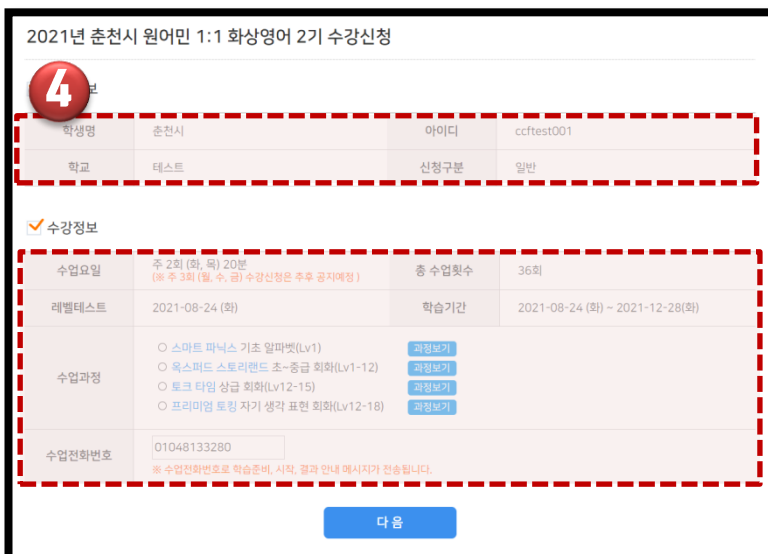 2021년 춘천시 원어민 1:1 화상영어 2기 수강신청
4
보
학생명 춘천시 아이디 ccftest001
학교 테스트 신청구분 일반
수강정보
수업요일 주 2회 (화, 목) 20분 총 수업횟수 36회
(※ 주 3회 (월, 수, 금) 수강신청은 추후 공지예정 )
레벨테스트 2021-08-24 (화) 학습기간 2021-08-24 (화) ~ 2021-12-28(화)
수업과정
스마트 파닉스 기초 알파벳(Lv1) 과정보기
옥스퍼드 스토리랜드 초~중급 회화(Lv1-12) 과정보기
토크 타임 상급 회화(Lv12-15) 과정보기
프리미엄 토킹 자기 생각 표현 회화(Lv12-18) 과정보기
수업전화번호 01048133280
※ 수업전화번호로 학습준비, 시작, 결과 안내 메시지가 전송됩니다.
다 음